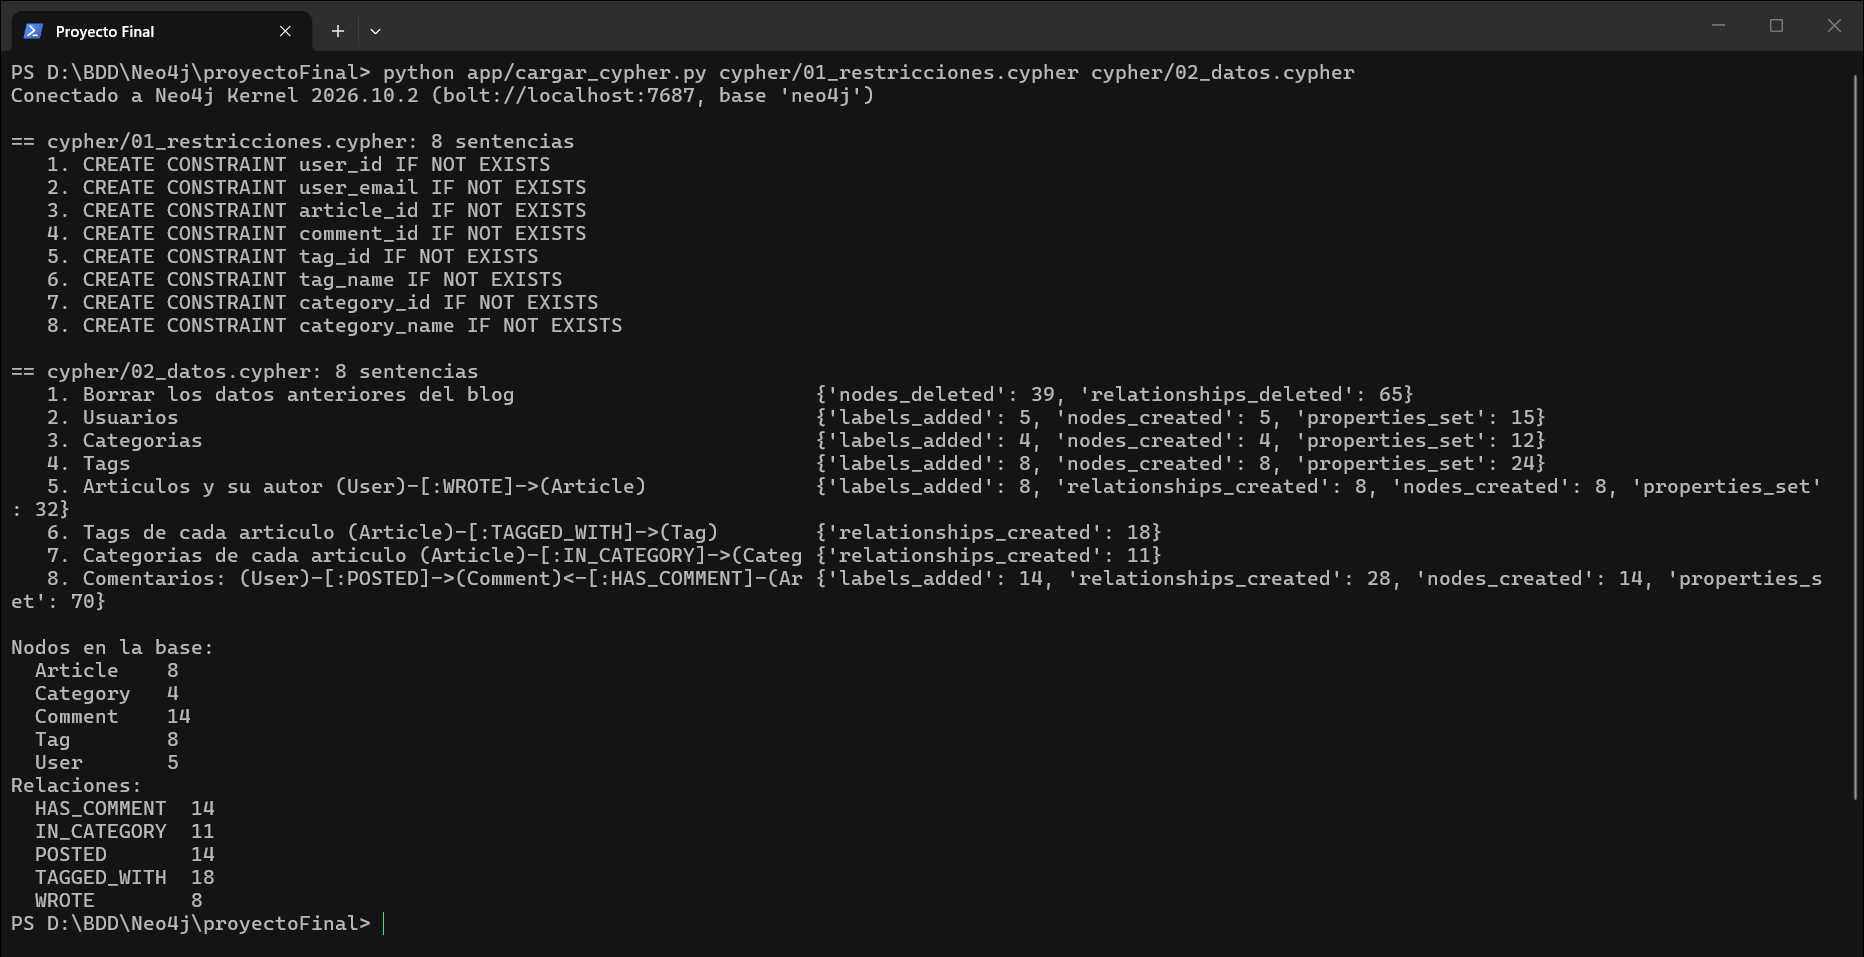 Proyecto Final
PS D:\BDD\Neo4j\proyectoFinal> python app/cargar_cypher.py cypher/01_restricciones.cypher cypher/02_datos.cypher
Conectado a Neo4j Kernel 2026.10.2 (bolt://localhost:7687, base 'neo4j')
== cypher/01_restricciones.cypher: 8 sentencias
1. CREATE CONSTRAINT user_id IF NOT EXISTS
2. CREATE CONSTRAINT user_email IF NOT EXISTS
3. CREATE CONSTRAINT article_id IF NOT EXISTS
4. CREATE CONSTRAINT comment_id IF NOT EXISTS
5. CREATE CONSTRAINT tag_id IF NOT EXISTS
6. CREATE CONSTRAINT tag_name IF NOT EXISTS
7. CREATE CONSTRAINT category_id IF NOT EXISTS
8. CREATE CONSTRAINT category_name IF NOT EXISTS
== cypher/02_datos.cypher: 8 sentencias
1. Borrar los datos anteriores del blog {'nodes_deleted': 39, 'relationships_deleted': 65}
2. Usuarios {'labels_added': 5, 'nodes_created': 5, 'properties_set': 15}
3. Categorias {'labels_added': 4, 'nodes_created': 4, 'properties_set': 12}
4. Tags {'labels_added': 8, 'nodes_created': 8, 'properties_set': 24}
5. Articulos y su autor (User)-[:WROTE]->(Article) {'labels_added': 8, 'relationships_created': 8, 'nodes_created': 8, 'properties_set'
: 32}
6. Tags de cada articulo (Article)-[:TAGGED_WITH]->(Tag) {'relationships_created': 18}
7. Categorias de cada articulo (Article)-[:IN_CATEGORY]->(Categ {'relationships_created': 11}
8. Comentarios: (User)-[:POSTED]->(Comment)<-[:HAS_COMMENT]-(Ar {'labels_added': 14, 'relationships_created': 28, 'nodes_created': 14, 'properties_s
et': 70}
Nodos en la base:
Article 8
Category 4
Comment 14
Tag 8
User 5
Relaciones:
HAS_COMMENT 14
IN_CATEGORY 11
POSTED 14
TAGGED_WITH 18
WROTE 8
PS D:\BDD\Neo4j\proyectoFinal>